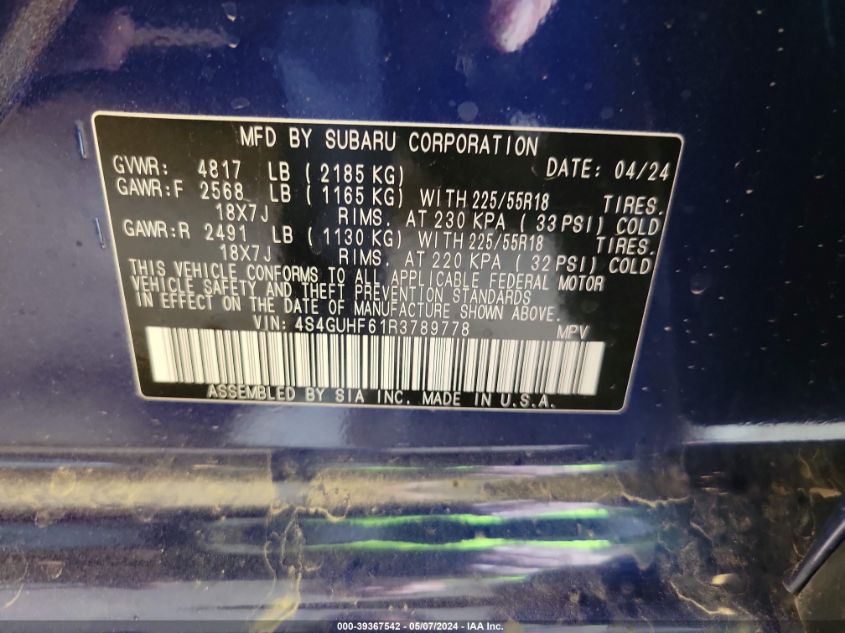 MFD BY SUBARU CORPORATION
GVWR: 4817 LB ( 2185 KG) DATE: 04/24
GAWR:F 2568 LB ( 1165 KG) WITH 225/55R18 TIRES.
18X7J RIMS. AT 230 KPA ( 33 PSI) COLD
GAWR:R 2491 LB ( 1130 KG) WITH 225/55R18 TIRES.
18X7J RIMS. AT 220 KPA ( 32 PSI) COLD
THIS VEHICLE CONFORMS TO ALL APPLICABLE FEDERAL MOTOR
VEHICLE SAFETY AND THEFT PREVENTION STANDARDS
IN EFFECT ON THE DATE OF MANUFACTURE SHOWN ABOVE.
VIN: 4S4GUHF61R3789778 MPV
ASSEMBLED BY SIA INC. MADE IN U.S.A.
000-39367542 - 05/07/2024 - IAA, Inc.